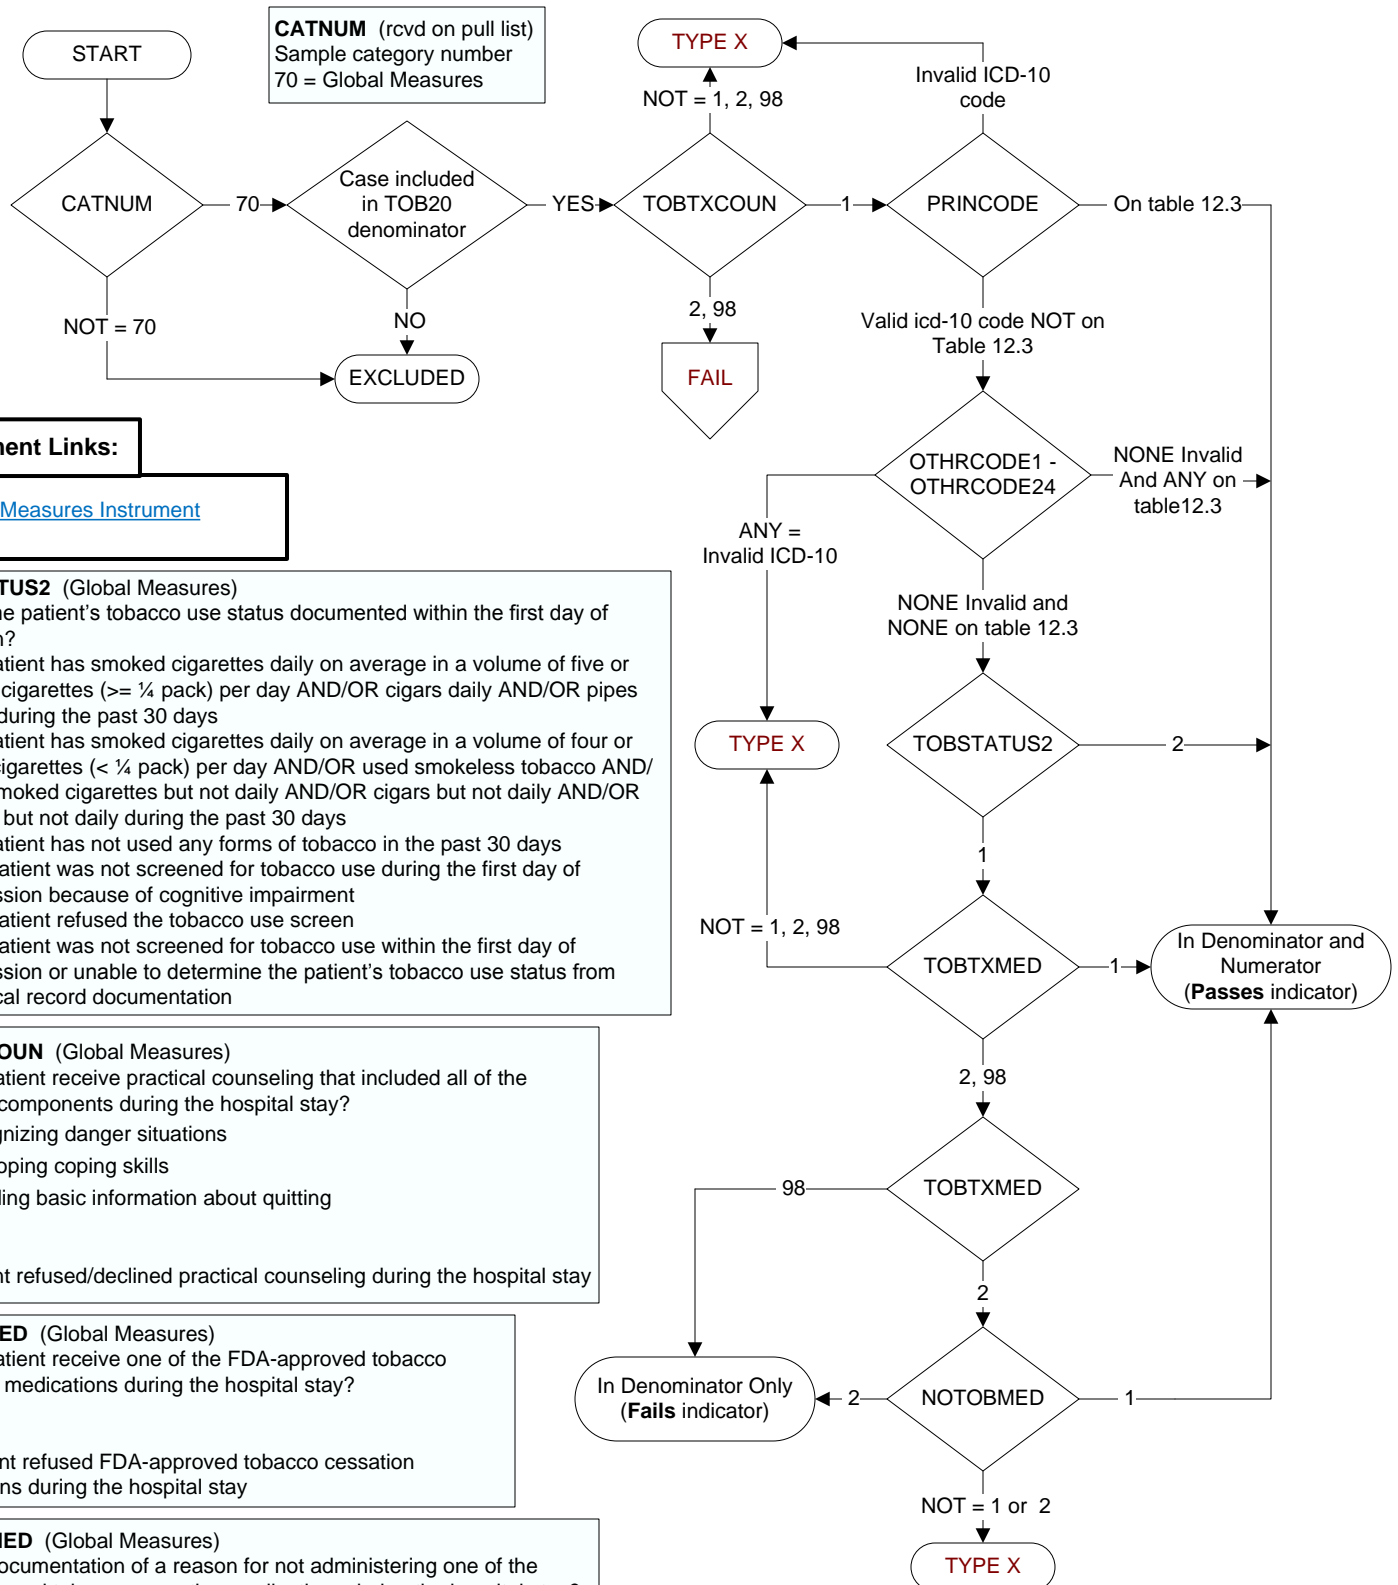 START
CATNUM (rcvd on pull list)
Sample category number
70 = Global Measures
TYPE X
Invalid ICD-10
code
NOT = 1, 2, 98
CATNUM
70
Case included
in TOB20
denominator
YES
TOBTXCOUN
1
PRINCODE
On table 12.3
NOT = 70
NO
2, 98
Valid icd-10 code NOT on
Table 12.3
EXCLUDED
FAIL
ment Links:
Measures Instrument
OTHRCODE1 -
OTHRCODE24
NONE Invalid
And ANY on
table12.3
ANY =
Invalid ICD-10
NONE Invalid and
NONE on table 12.3
TUS2 (Global Measures)
he patient's tobacco use status documented within the first day of
n?
atient has smoked cigarettes daily on average in a volume of five or
cigarettes (>= ¼ pack) per day AND/OR cigars daily AND/OR pipes
during the past 30 days
atient has smoked cigarettes daily on average in a volume of four or
cigarettes (< ¼ pack) per day AND/OR used smokeless tobacco AND/
moked cigarettes but not daily AND/OR cigars but not daily AND/OR
but not daily during the past 30 days
atient has not used any forms of tobacco in the past 30 days
atient was not screened for tobacco use during the first day of
ssion because of cognitive impairment
atient refused the tobacco use screen
atient was not screened for tobacco use within the first day of
ssion or unable to determine the patient's tobacco use status from
cal record documentation
TYPE X
TOBSTATUS2
2
1
NOT = 1, 2, 98
TOBTXMED
1
In Denominator and
Numerator
(Passes indicator)
OUN (Global Measures)
atient receive practical counseling that included all of the
components during the hospital stay?
gnizing danger situations
oping coping skills
ding basic information about quitting
nt refused/declined practical counseling during the hospital stay
2, 98
TOBTXMED
98
2
ED (Global Measures)
atient receive one of the FDA-approved tobacco
medications during the hospital stay?
nt refused FDA-approved tobacco cessation
ns during the hospital stay
In Denominator Only
(Fails indicator)
2
NOTOBMED
1
NOT = 1 or 2
TYPE X
MED (Global Measures)
ocumentation of a reason for not administering one of the